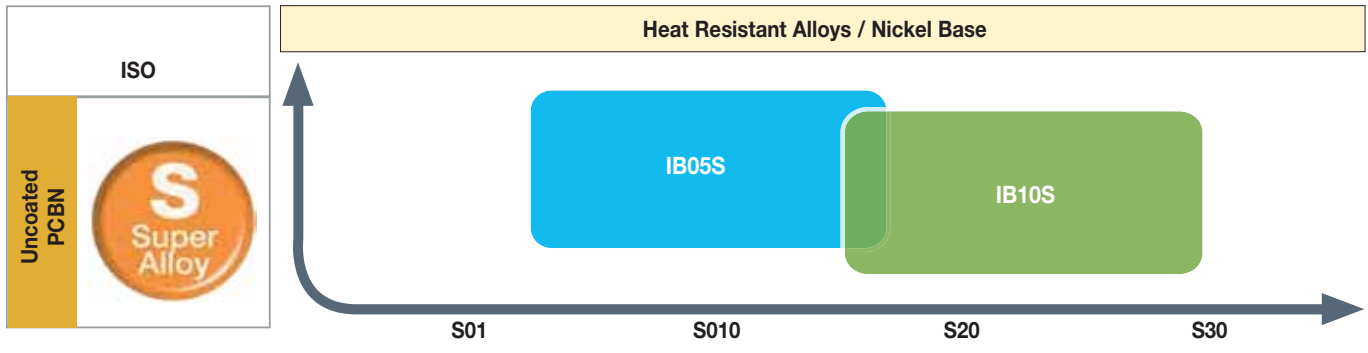 Heat Resistant Alloys / Nickel Base
ISO
Uncoated
PCBN
S
Super
Alloy
IB05S
IB10S
S01
S010
S20
S30